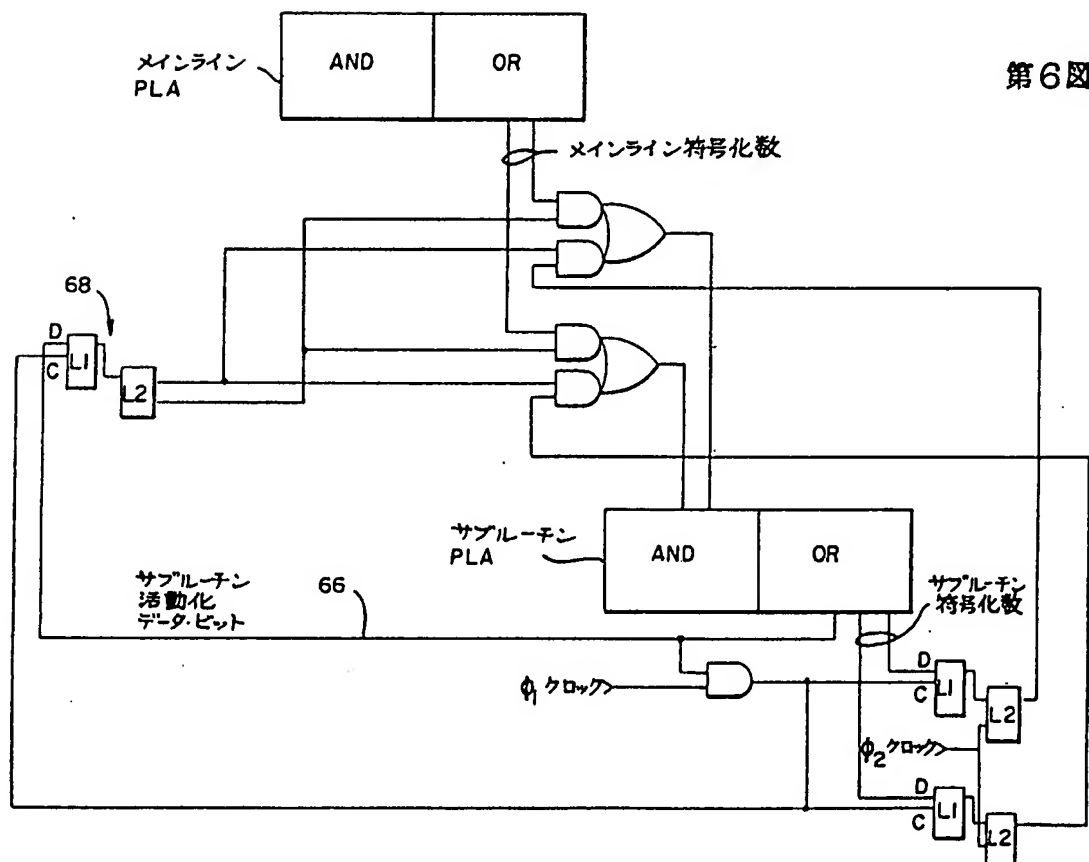 第6図
メインライン
PLA
AND
OR
メインライン符号化数
68
D
C
L1
L2
サブルーチン
PLA
AND
OR
サブルーチン
活動化
データ・ビット
66
サブルーチン
符号化数
φ1 クロック
D
C
L1
L2
φ2 クロック
D
C
L1
L2